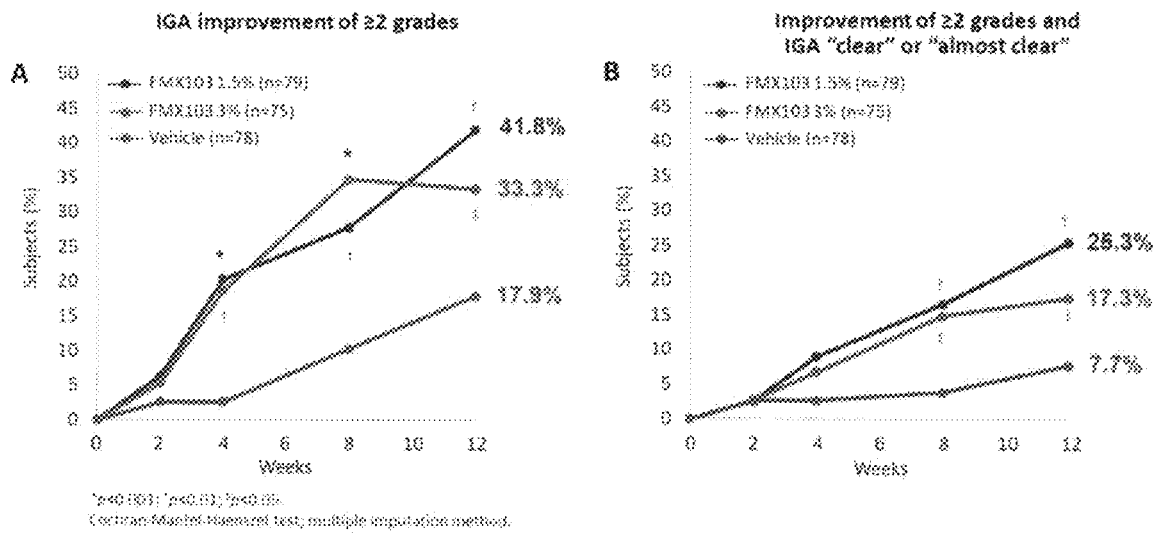 IGA improvement of ≥2 grades
A
FMX103 1.5% (n=79)
FMX103 3% (n=75)
Vehicle (n=78)
Subjects (%)
50
45
40
35
30
25
20
15
10
5
0
*
*
41.8%
33.3%
17.9%
0 2 4 6 8 10 12
Weeks
Improvement of ≥2 grades and
IGA "clear" or "almost clear"
B
FMX103 1.5% (n=79)
FMX103 3% (n=75)
Vehicle (n=78)
Subjects (%)
50
45
40
35
30
25
20
15
10
5
0
17.3%
7.7%
0 2 4 6 8 10 12
Weeks
Cochran-Mantel-Haenszel test; multiple imputation method.